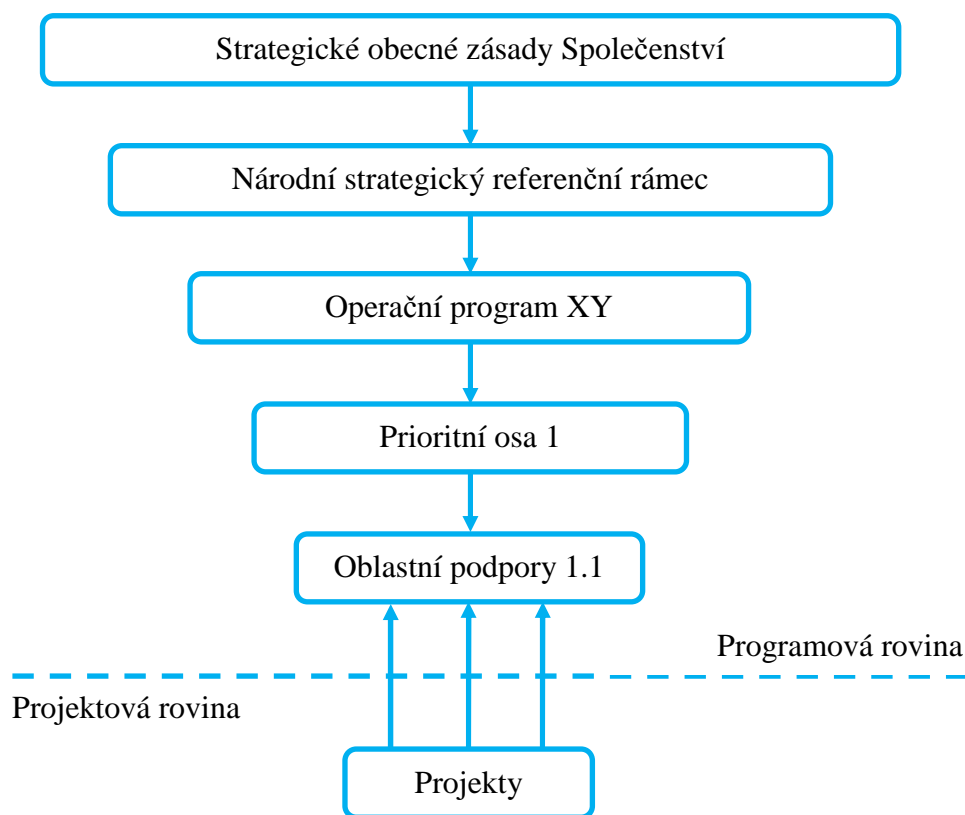 Strategické obecné zásady Společenství
Národní strategický referenční rámec
Operační program XY
Prioritní osa 1
Oblastní podpory 1.1
Programová rovina
Projektová rovina
Projekty